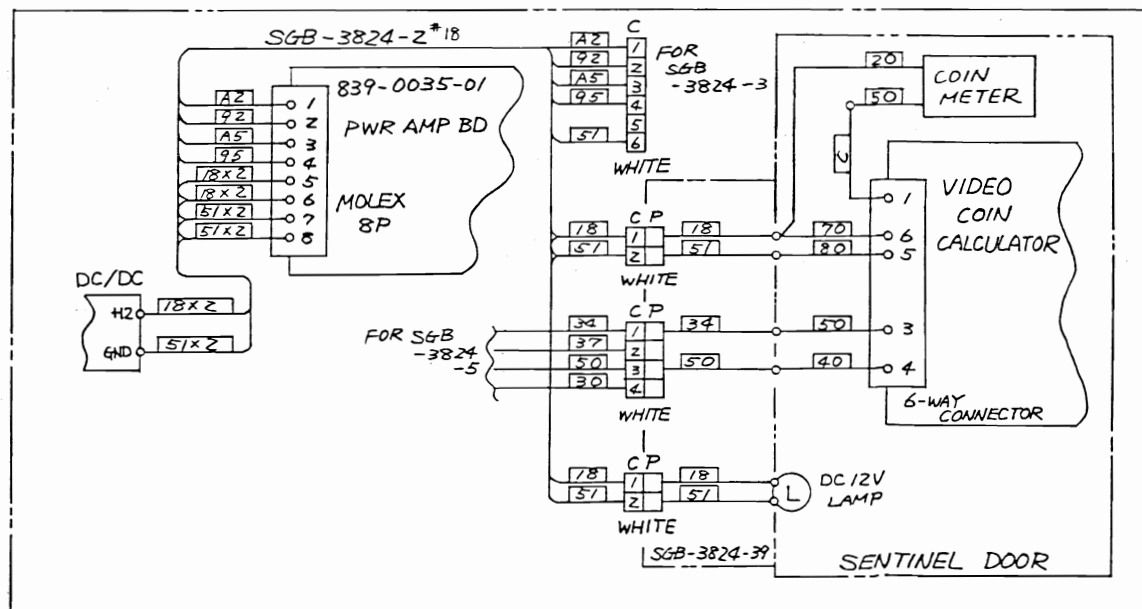 SGB-3824-2 #18
839-0035-01
PWR AMP BD
MOLEX
8P
A2
92
A5
95
18×2
18×2
51×2
51×2
1
2
3
4
5
6
7
8
DC/DC
+12
GND
18×2
51×2
C
A2
92
A5
95
51
1
2
3
4
5
6
WHITE
FOR
SGB
-3824-3
C P
18
51
1
2
18
51
WHITE
FOR SGB
-3824
-5
C P
34
37
50
30
1
2
3
4
34
50
WHITE
C P
18
51
1
2
18
51
WHITE
SGB-3824-39
20
50
COIN
METER
C
70
80
50
40
1
6
5
3
4
VIDEO
COIN
CALCULATOR
6-WAY
CONNECTOR
L
DC 12V
LAMP
SENTINEL DOOR